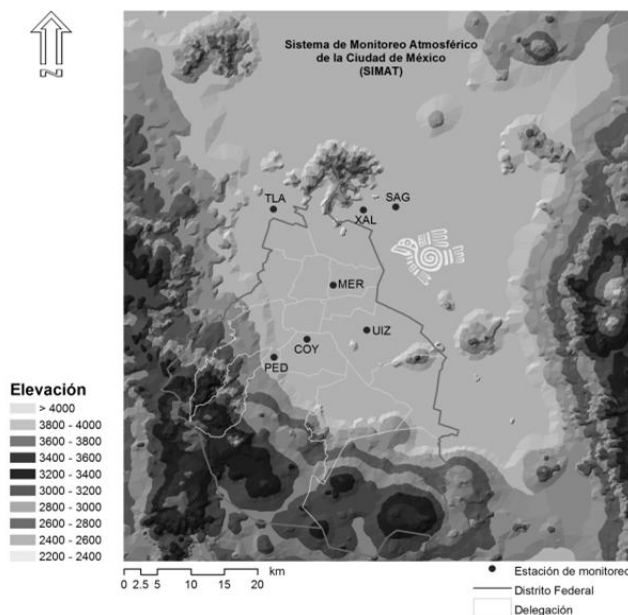 Sistema de Monitoreo Atmosférico
de la Ciudad de México
(SIMAT)
N
TLA
XAL
SAG
MER
UIZ
COY
PED
Elevación
> 4000
3800 - 4000
3600 - 3800
3400 - 3600
3200 - 3400
3000 - 3200
2800 - 3000
2600 - 2800
2400 - 2600
2200 - 2400
km
0 2.5 5 10 15 20
Estación de monitoreo
Distrito Federal
Delegación